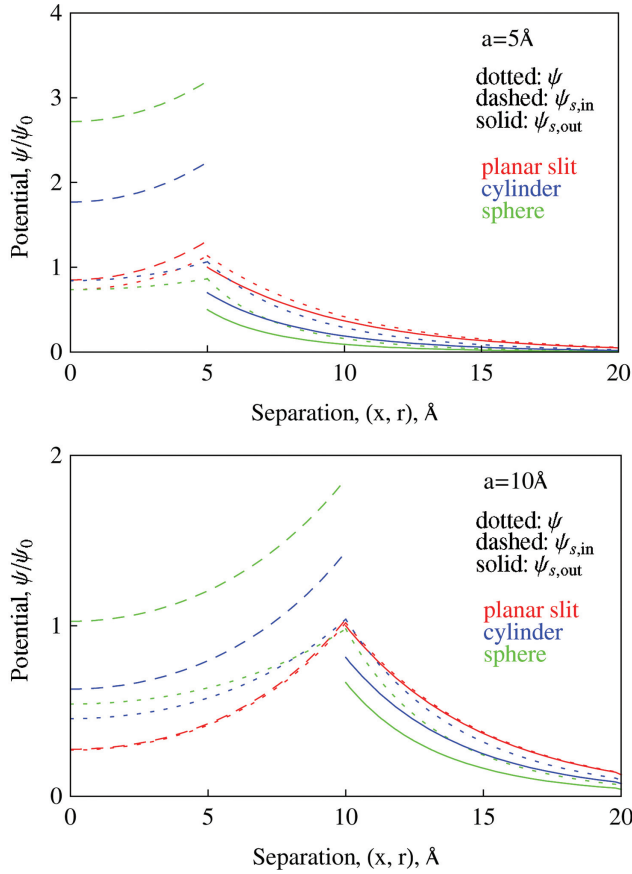 a=5Å
dotted: ψ
dashed: ψs,in
solid: ψs,out
planar slit
cylinder
sphere
Potential, ψ/ψ0
4
3
2
1
0
0 5 10 15 20
Separation, (x, r), Å
a=10Å
dotted: ψ
dashed: ψs,in
solid: ψs,out
planar slit
cylinder
sphere
Potential, ψ/ψ0
2
1
0
0 5 10 15 20
Separation, (x, r), Å